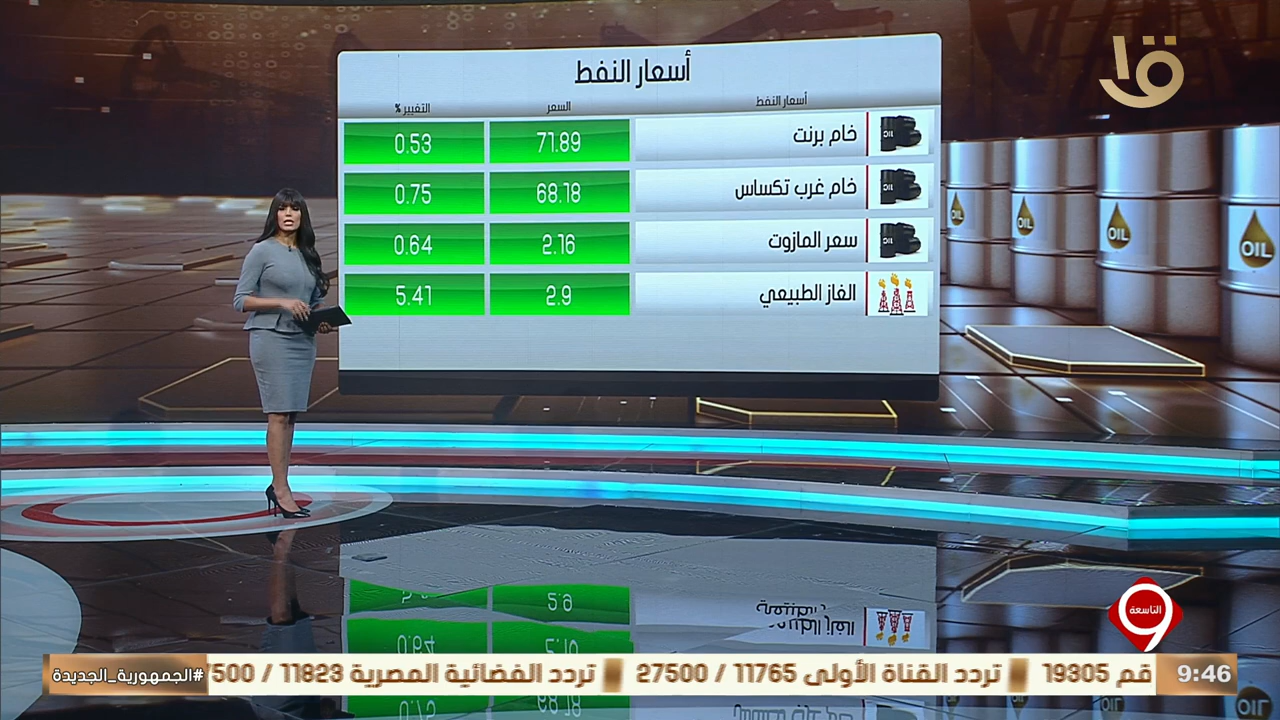 أسعار النفط
أسعار النفط السعر التغيير %
خام برنت 71.89 0.53
خام غرب تكساس 68.18 0.75
سعر المازوت 2.16 0.64
الغاز الطبيعي 2.9 5.41
OIL OIL OIL OIL
التاسعة
9
9:46 قم 19305 تردد القناة الأولى 11765 / 27500 تردد الفضائية المصرية 11823 / 7500 #الجمهورية_الجديدة